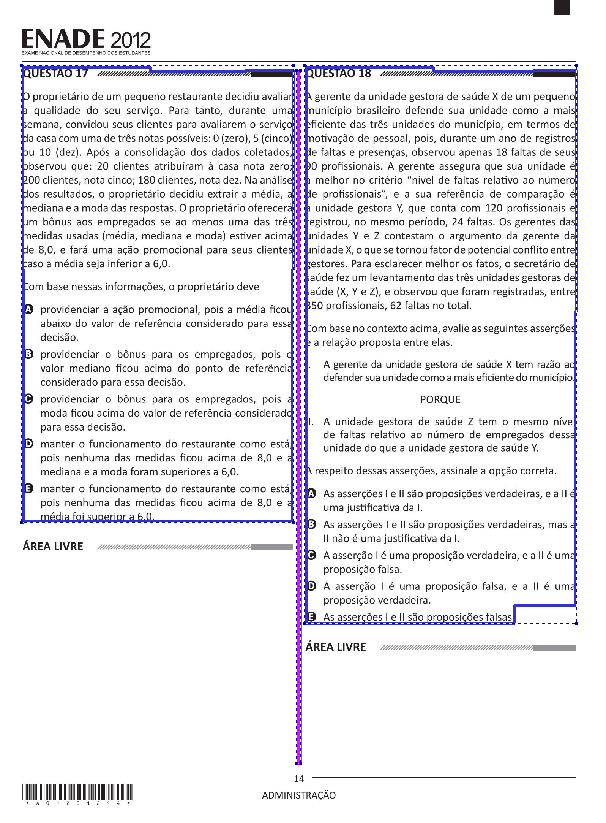 ENADE 2012
EXAME NACIONAL DE DESEMPENHO DOS ESTUDANTES
QUESTÃO 17
O proprietário de um pequeno restaurante decidiu avaliar
a qualidade do seu serviço. Para tanto, durante uma
semana, convidou seus clientes para avaliarem o serviço
da casa com uma de três notas possíveis: 0 (zero), 5 (cinco)
ou 10 (dez). Após a consolidação dos dados coletados,
observou que: 20 clientes atribuíram à casa nota zero;
200 clientes, nota cinco; 180 clientes, nota dez. Na análise
dos resultados, o proprietário decidiu extrair a média, a
mediana e a moda das respostas. O proprietário oferecerá
um bônus aos empregados se ao menos uma das três
medidas usadas (média, mediana e moda) estiver acima
de 8,0, e fará uma ação promocional para seus clientes
caso a média seja inferior a 6,0.
Com base nessas informações, o proprietário deve
A providenciar a ação promocional, pois a média ficou
abaixo do valor de referência considerado para essa
decisão.
B providenciar o bônus para os empregados, pois o
valor mediano ficou acima do ponto de referência
considerado para essa decisão.
C providenciar o bônus para os empregados, pois a
moda ficou acima do valor de referência considerado
para essa decisão.
D manter o funcionamento do restaurante como está,
pois nenhuma das medidas ficou acima de 8,0 e a
mediana e a moda foram superiores a 6,0.
E manter o funcionamento do restaurante como está,
pois nenhuma das medidas ficou acima de 8,0 e a
média foi superior a 6,0.
ÁREA LIVRE
QUESTÃO 18
A gerente da unidade gestora de saúde X de um pequeno
município brasileiro defende sua unidade como a mais
eficiente das três unidades do município, em termos de
motivação de pessoal, pois, durante um ano de registros
de faltas e presenças, observou apenas 18 faltas de seus
90 profissionais. A gerente assegura que sua unidade é
a melhor no critério "nível de faltas relativo ao número
de profissionais", e a sua referência de comparação é
a unidade gestora Y, que conta com 120 profissionais e
registrou, no mesmo período, 24 faltas. Os gerentes das
unidades Y e Z contestam o argumento da gerente da
unidade X, o que se tornou fator de potencial conflito entre
gestores. Para esclarecer melhor os fatos, o secretário de
saúde fez um levantamento das três unidades gestoras de
saúde (X, Y e Z), e observou que foram registradas, entre
350 profissionais, 62 faltas no total.
Com base no contexto acima, avalie as seguintes asserções
e a relação proposta entre elas.
I. A gerente da unidade gestora de saúde X tem razão ao
defender sua unidade como a mais eficiente do município.
PORQUE
II. A unidade gestora de saúde Z tem o mesmo nível
de faltas relativo ao número de empregados dessa
unidade do que a unidade gestora de saúde Y.
A respeito dessas asserções, assinale a opção correta.
A As asserções I e II são proposições verdadeiras, e a II é
uma justificativa da I.
B As asserções I e II são proposições verdadeiras, mas a
II não é uma justificativa da I.
C A asserção I é uma proposição verdadeira, e a II é uma
proposição falsa.
D A asserção I é uma proposição falsa, e a II é uma
proposição verdadeira.
E As asserções I e II são proposições falsas.
ÁREA LIVRE
14
ADMINISTRAÇÃO